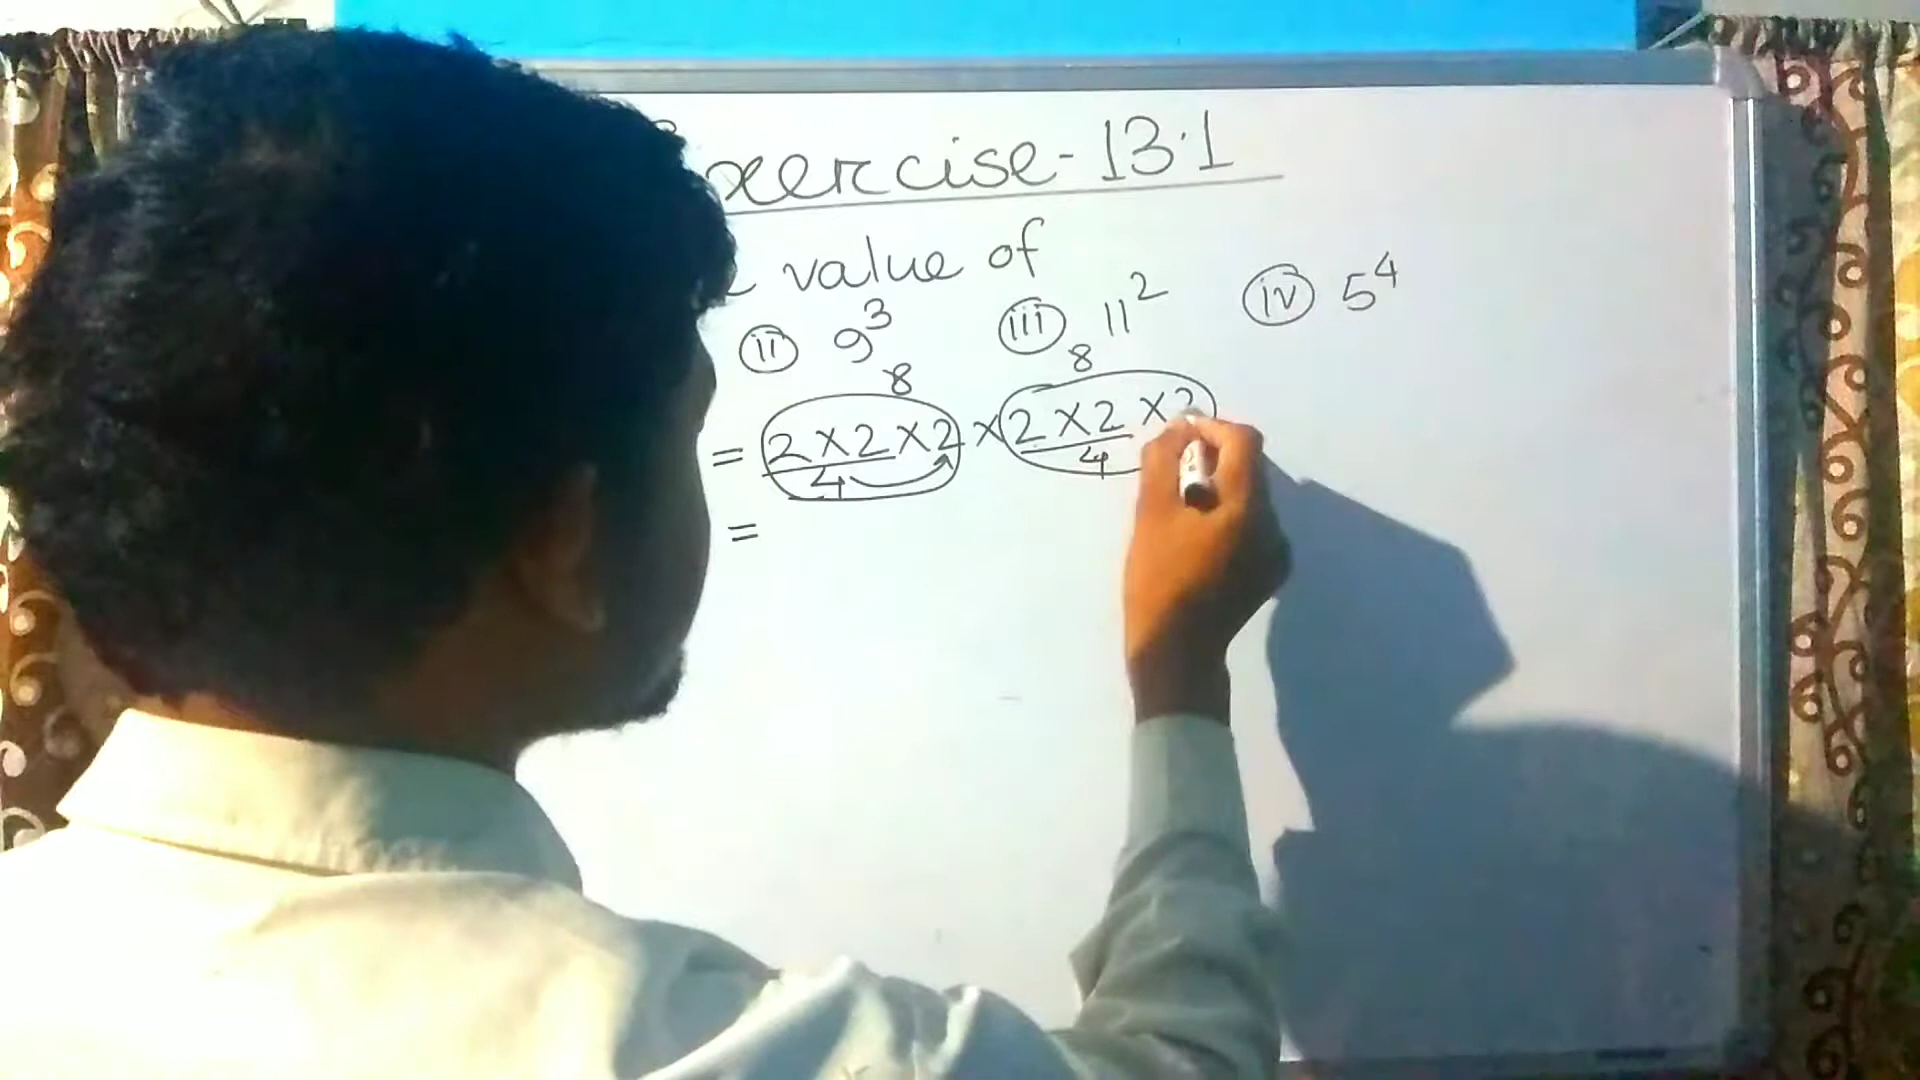 xercise-13.1
value of
ii 9³ iii 11² iv 5⁴
8 8
= 2×2×2×2×2×2
4 4
=